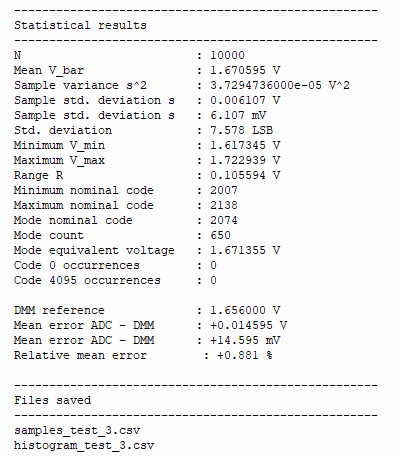 ----------------------------------------------------
Statistical results
----------------------------------------------------
N                         : 10000
Mean V_bar                : 1.670595 V
Sample variance s^2       : 3.7294736000e-05 V^2
Sample std. deviation s   : 0.006107 V
Sample std. deviation s   : 6.107 mV
Std. deviation            : 7.578 LSB
Minimum V_min             : 1.617345 V
Maximum V_max             : 1.722939 V
Range R                   : 0.105594 V
Minimum nominal code      : 2007
Maximum nominal code      : 2138
Mode nominal code         : 2074
Mode count                : 650
Mode equivalent voltage   : 1.671355 V
Code 0 occurrences        : 0
Code 4095 occurrences     : 0

DMM reference             : 1.656000 V
Mean error ADC - DMM      : +0.014595 V
Mean error ADC - DMM      : +14.595 mV
Relative mean error        : +0.881 %

----------------------------------------------------
Files saved
----------------------------------------------------
samples_test_3.csv
histogram_test_3.csv